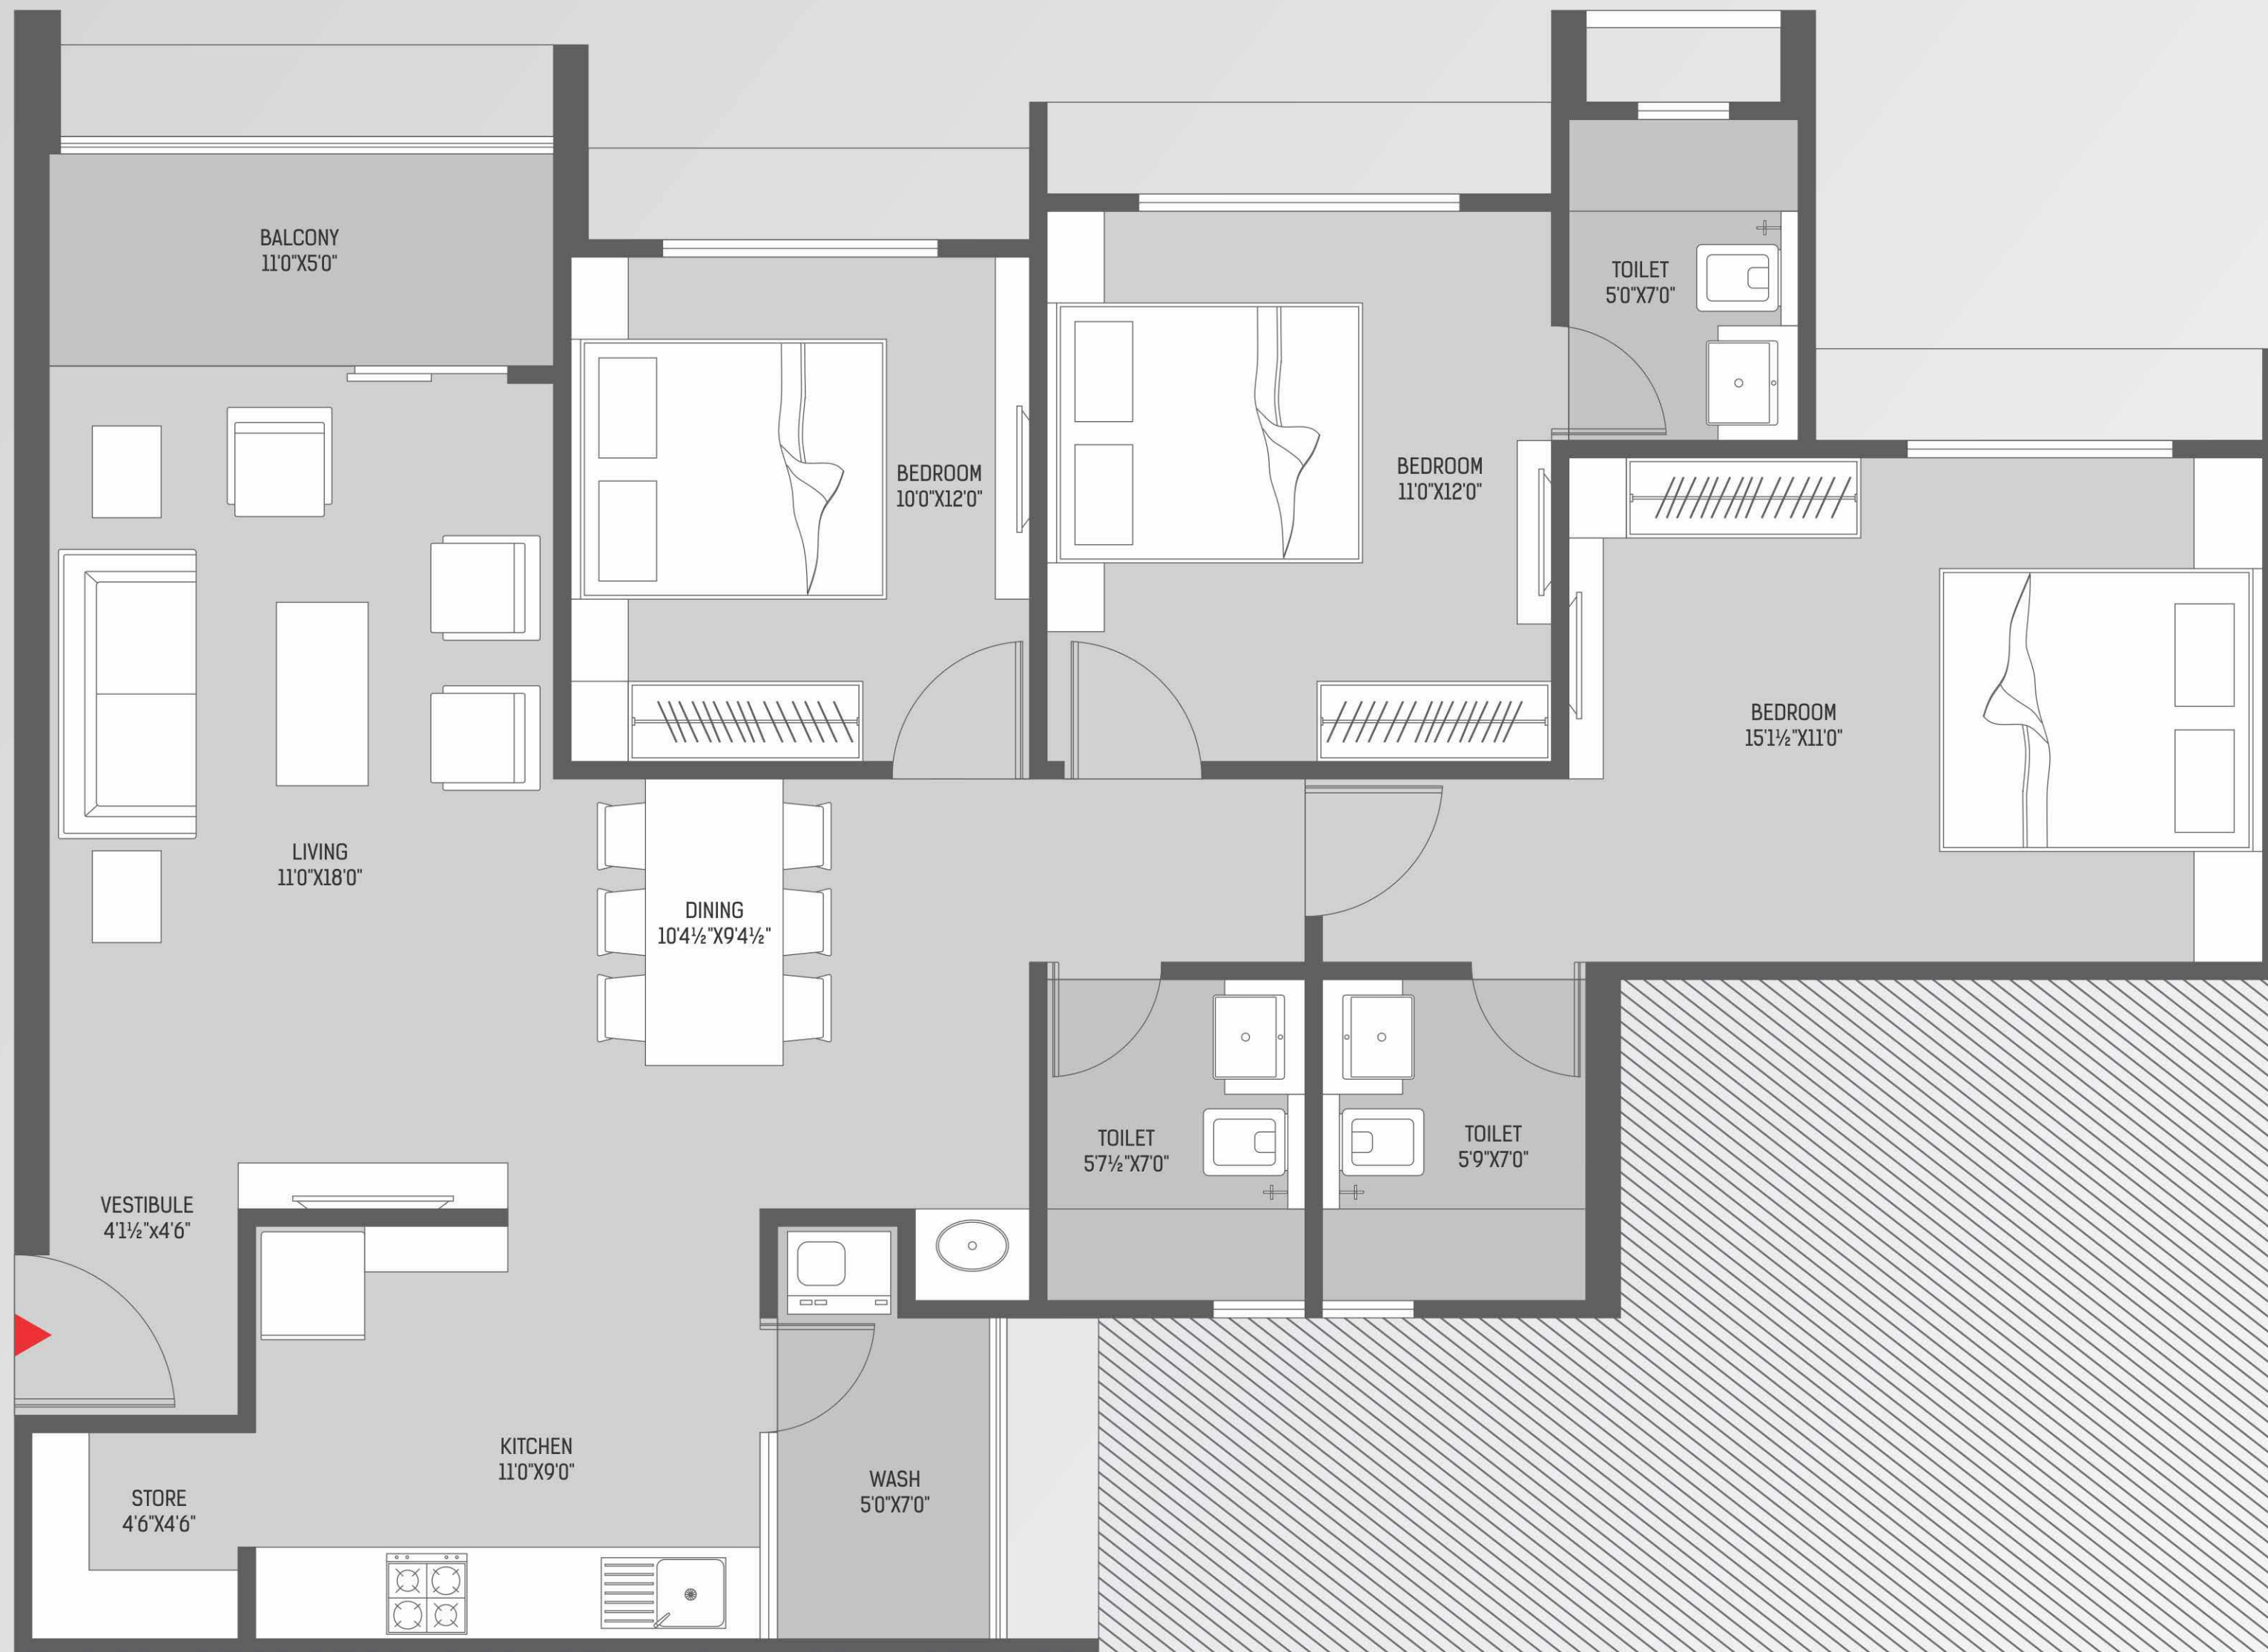 BALCONY
11'0"X5'0"
TOILET
5'0"X7'0"
BEDROOM
10'0"X12'0"
BEDROOM
11'0"X12'0"
BEDROOM
15'1½"X11'0"
LIVING
11'0"X18'0"
DINING
10'4½"X9'4½"
TOILET
5'7½"X7'0"
TOILET
5'9"X7'0"
VESTIBULE
4'1½"x4'6"
KITCHEN
11'0"X9'0"
WASH
5'0"X7'0"
STORE
4'6"X4'6"